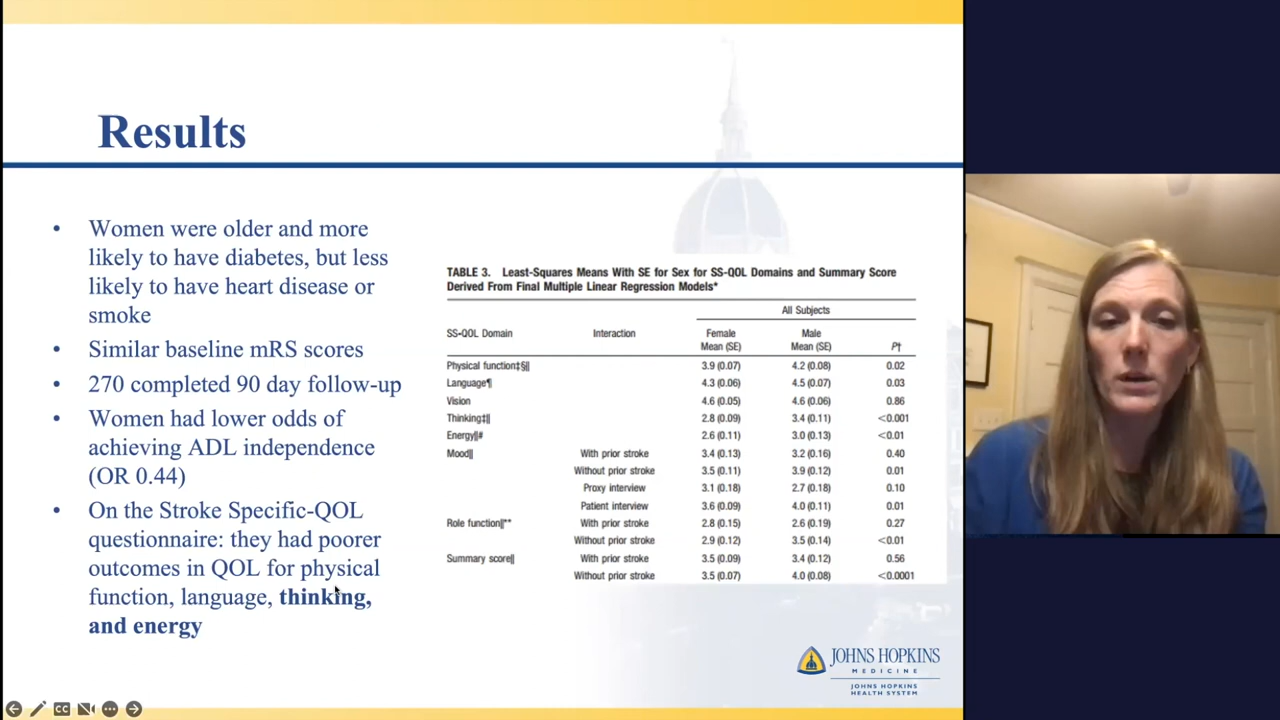 Results
• Women were older and more
likely to have diabetes, but less
likely to have heart disease or
smoke
• Similar baseline mRS scores
• 270 completed 90 day follow-up
• Women had lower odds of
achieving ADL independence
(OR 0.44)
• On the Stroke Specific-QOL
questionnaire: they had poorer
outcomes in QOL for physical
function, language, thinking,
and energy
TABLE 3. Least-Squares Means With SE for Sex for SS-QOL Domains and Summary Score
Derived From Final Multiple Linear Regression Models*
All Subjects
SS-QOL Domain Interaction Female Mean (SE) Male Mean (SE) P†
Physical function‡§‖ 3.9 (0.07) 4.2 (0.08) 0.02
Language¶ 4.3 (0.06) 4.5 (0.07) 0.03
Vision 4.6 (0.05) 4.6 (0.06) 0.86
Thinking‡‖ 2.8 (0.09) 3.4 (0.11) <0.001
Energy‖# 2.6 (0.11) 3.0 (0.13) <0.01
Mood‖ With prior stroke 3.4 (0.13) 3.2 (0.16) 0.40
Without prior stroke 3.5 (0.11) 3.9 (0.12) 0.01
Proxy interview 3.1 (0.18) 2.7 (0.18) 0.10
Patient interview 3.6 (0.09) 4.0 (0.11) 0.01
Role function‖** With prior stroke 2.8 (0.15) 2.6 (0.19) 0.27
Without prior stroke 2.9 (0.12) 3.5 (0.14) <0.01
Summary score‖ With prior stroke 3.5 (0.09) 3.4 (0.12) 0.56
Without prior stroke 3.5 (0.07) 4.0 (0.08) <0.0001
JOHNS HOPKINS
MEDICINE
JOHNS HOPKINS
HEALTH SYSTEM
CC